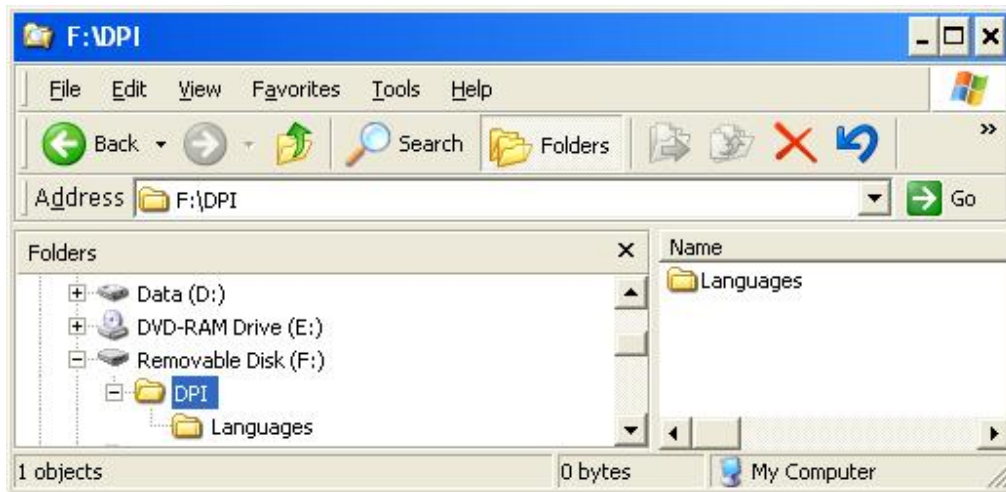 F:\DPI
File Edit View Favorites Tools Help
Back Search Folders »
Address F:\DPI Go
Folders Name
Data (D:) Languages
DVD-RAM Drive (E:)
Removable Disk (F:)
DPI
Languages
1 objects 0 bytes My Computer